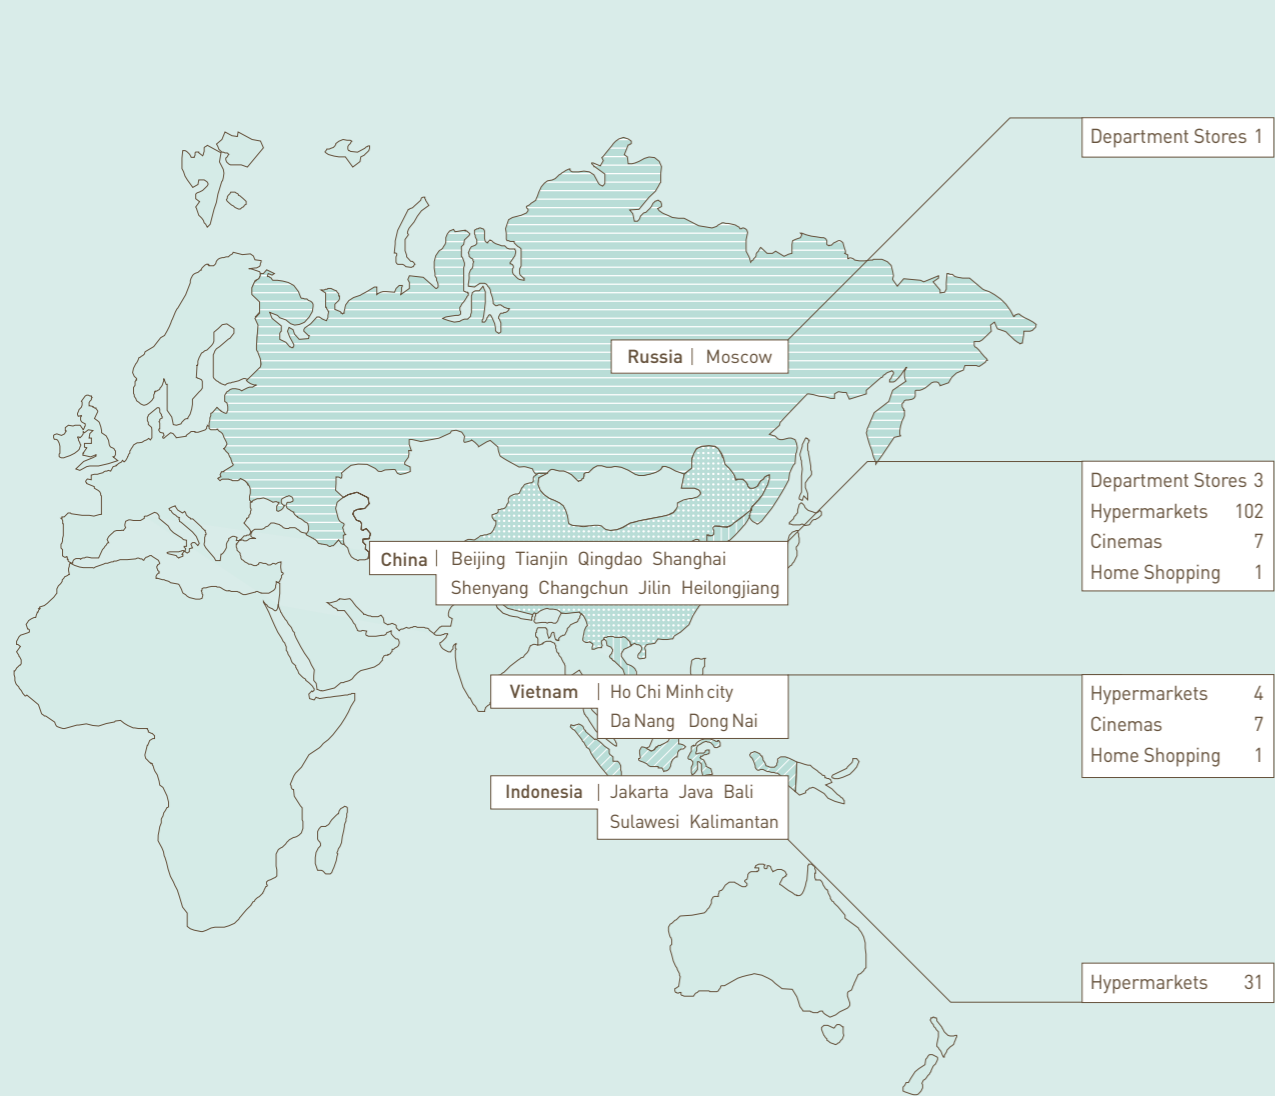 Department Stores 1
Russia | Moscow
Department Stores 3
Hypermarkets 102
Cinemas 7
Home Shopping 1
China | Beijing Tianjin Qingdao Shanghai
Shenyang Changchun Jilin Heilongjiang
Vietnam | Ho Chi Minh city
Da Nang Dong Nai
Hypermarkets 4
Cinemas 7
Home Shopping 1
Indonesia | Jakarta Java Bali
Sulawesi Kalimantan
Hypermarkets 31